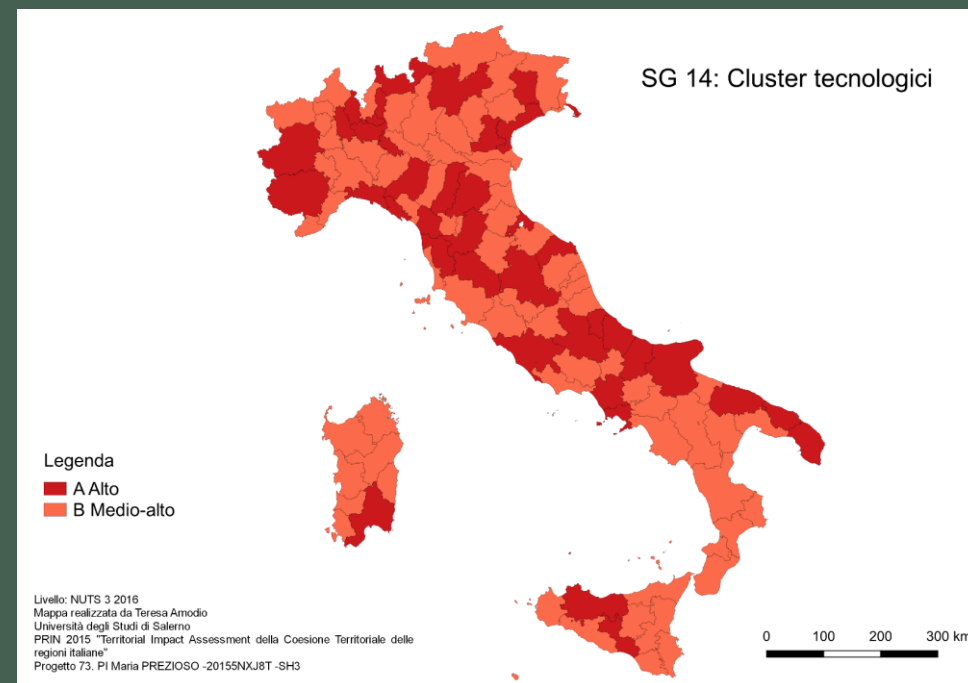 SG 14: Cluster tecnologici
Legenda
A Alto
B Medio-alto
Livello: NUTS 3 2016
Mappa realizzata da Teresa Amodio
Università degli Studi di Salerno
PRIN 2015 "Territorial Impact Assessment della Coesione Territoriale delle
regioni italiane"
Progetto 73. PI Maria PREZIOSO -20155NXJ8T -SH3
0 100 200 300 km